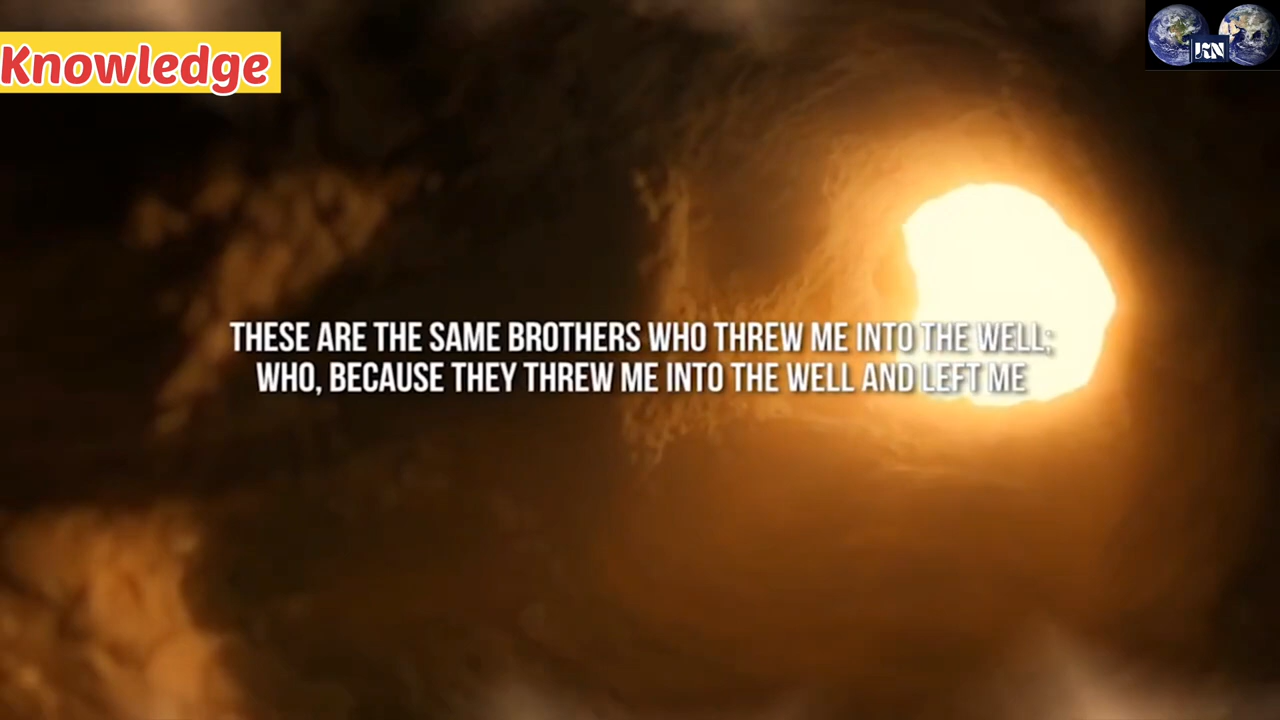 Knowledge
KN
THESE ARE THE SAME BROTHERS WHO THREW ME INTO THE WELL;
WHO, BECAUSE THEY THREW ME INTO THE WELL AND LEFT ME